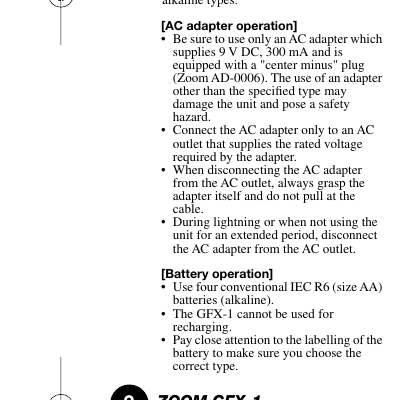 alkaline types.
[AC adapter operation]
• Be sure to use only an AC adapter which
supplies 9 V DC, 300 mA and is
equipped with a "center minus" plug
(Zoom AD-0006). The use of an adapter
other than the specified type may
damage the unit and pose a safety
hazard.
• Connect the AC adapter only to an AC
outlet that supplies the rated voltage
required by the adapter.
• When disconnecting the AC adapter
from the AC outlet, always grasp the
adapter itself and do not pull at the
cable.
• During lightning or when not using the
unit for an extended period, disconnect
the AC adapter from the AC outlet.
[Battery operation]
• Use four conventional IEC R6 (size AA)
batteries (alkaline).
• The GFX-1 cannot be used for
recharging.
• Pay close attention to the labelling of the
battery to make sure you choose the
correct type.
ZOOM GFX-1